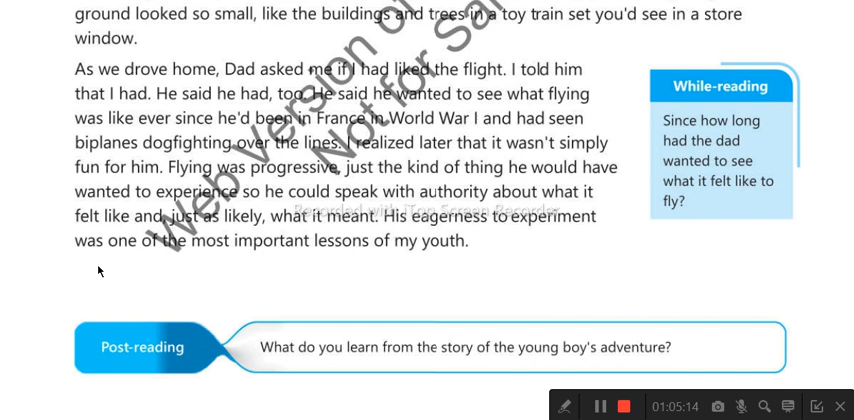 ground looked so small, like the buildings and trees in a toy train set you'd see in a store
window.
As we drove home, Dad asked me if I had liked the flight. I told him
that I had. He said he had, too. He said he wanted to see what flying
was like ever since he'd been in France in World War I and had seen
biplanes dogfighting over the lines. I realized later that it wasn't simply
fun for him. Flying was progressive, just the kind of thing he would have
wanted to experience so he could speak with authority about what it
felt like and, just as likely, what it meant. His eagerness to experiment
was one of the most important lessons of my youth.
While-reading
Since how long
had the dad
wanted to see
what it felt like to
fly?
Web Version of
Not for Sa
Recorded with iTop Screen Recorder
Post-reading
What do you learn from the story of the young boy's adventure?
01:05:14